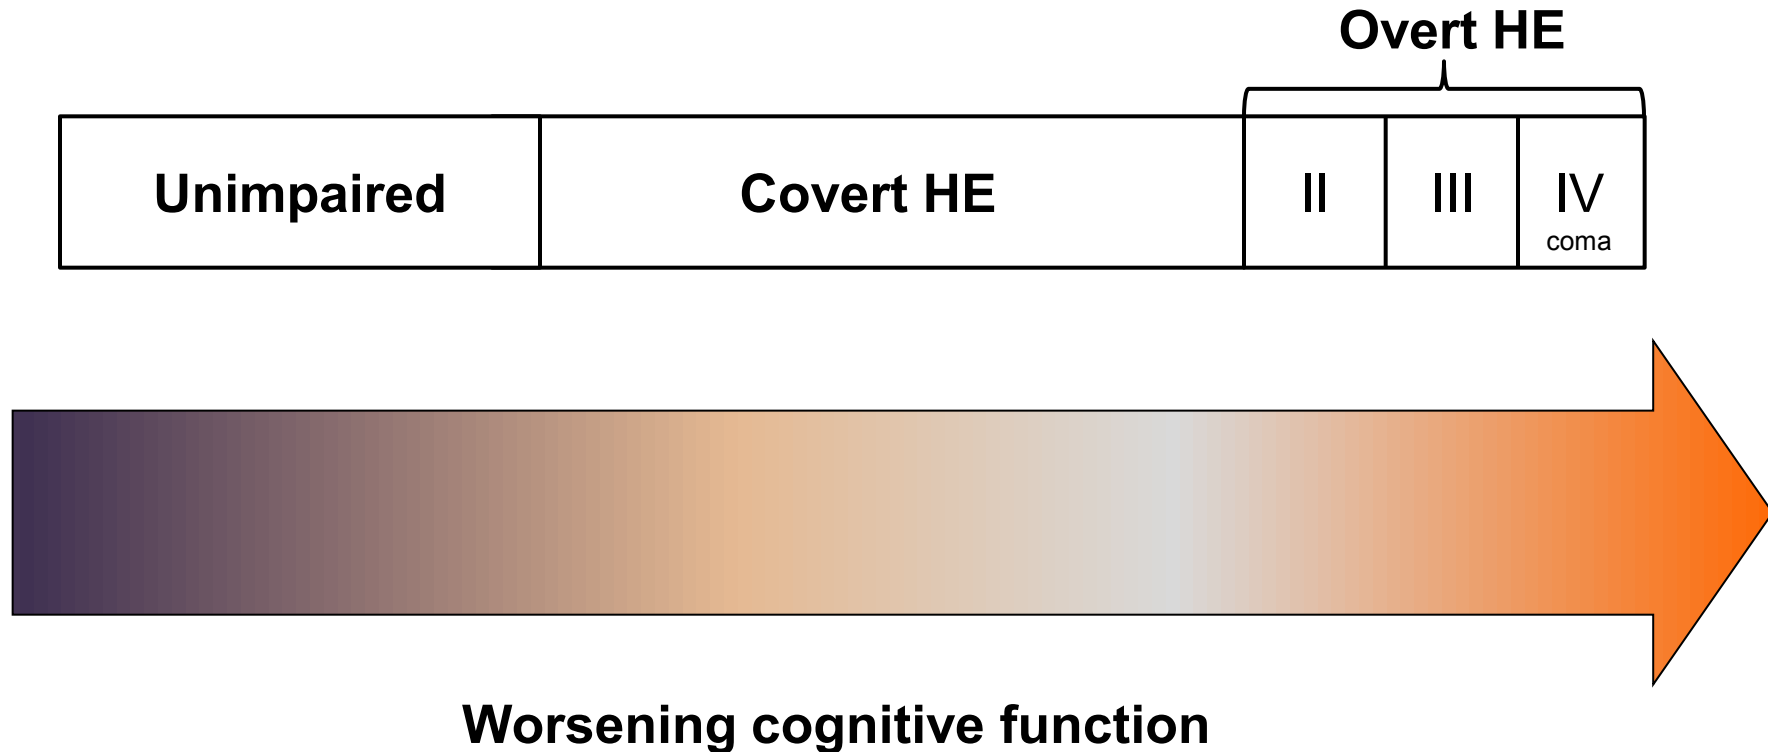 Overt HE
Unimpaired
Covert HE
II
III
IV
coma
Worsening cognitive function